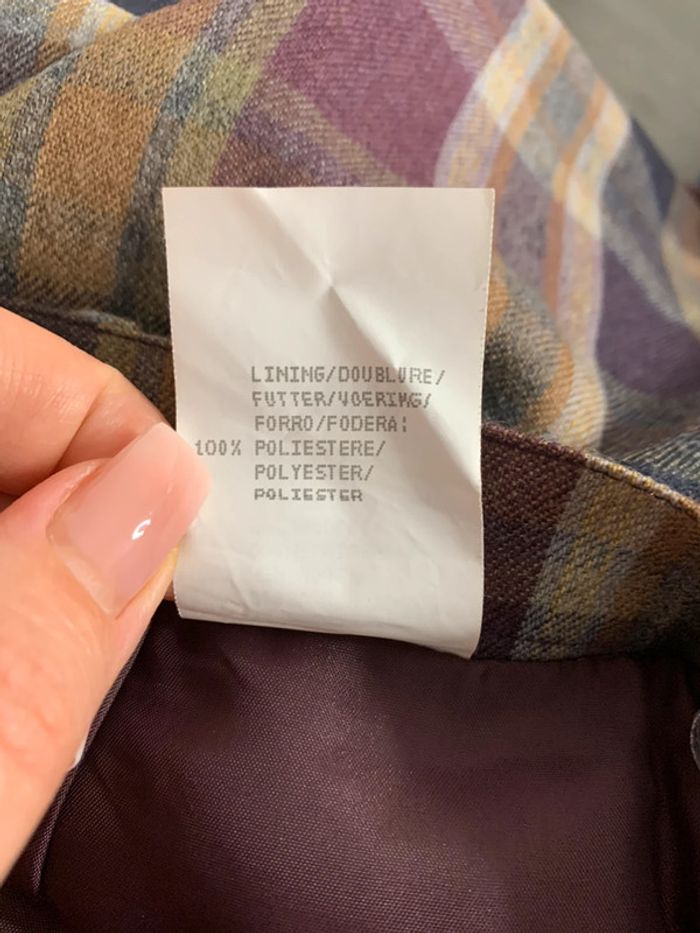 LINING/DOUBLURE/
FUTTER/VOERING/
FORRO/FODERA:
100% POLIESTERE/
POLYESTER/
POLIESTER